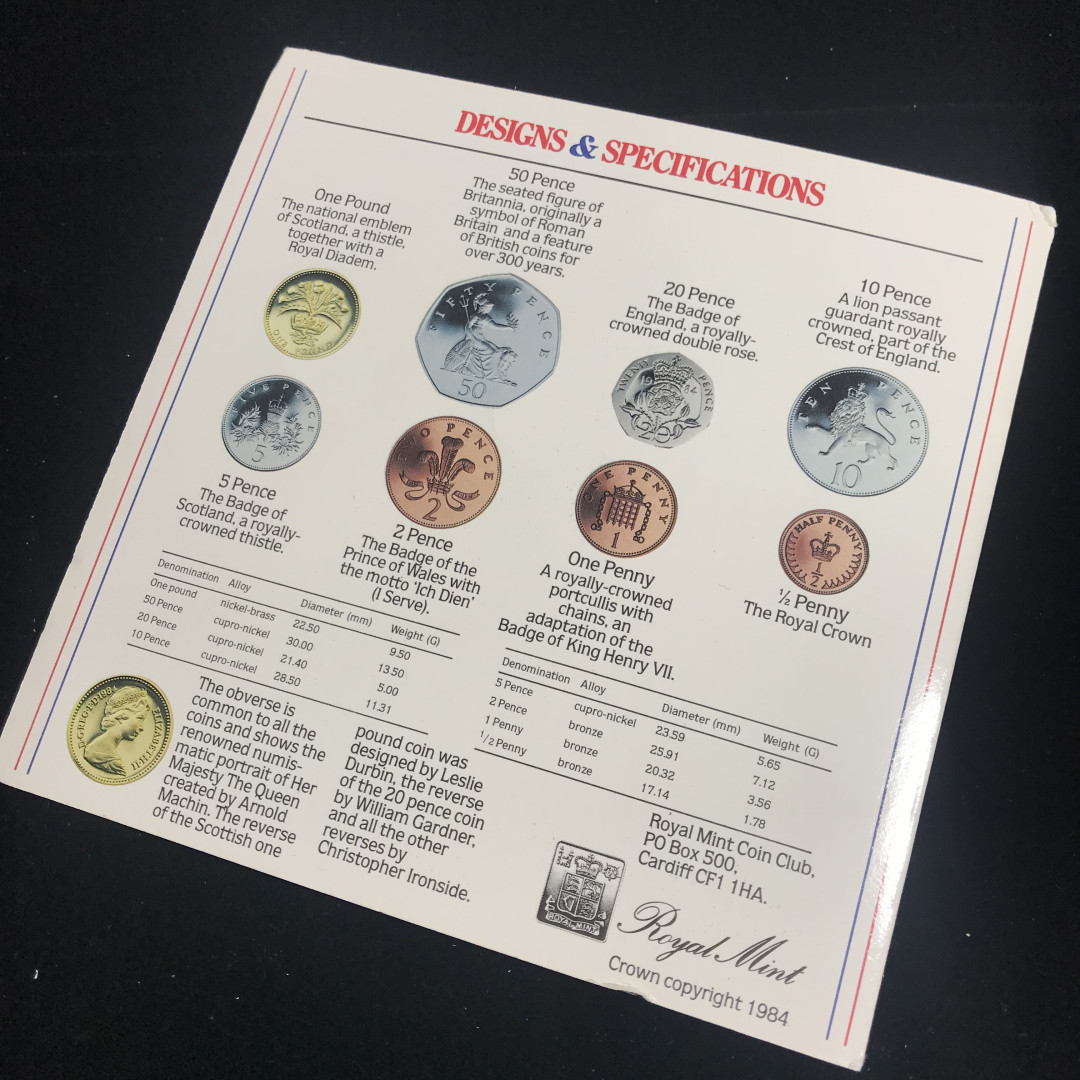 DESIGNS & SPECIFICATIONS
One Pound
The national emblem
of Scotland, a thistle,
together with a
Royal Diadem.
50 Pence
The seated figure of
Britannia, originally a
symbol of Roman
Britain and a feature
of British coins for
over 300 years.
20 Pence
The Badge of
England, a royally-
crowned double rose.
10 Pence
A lion passant
guardant royally
crowned, part of the
Crest of England.
ONE POUND
FIFTY PENCE
50
TWENTY PENCE
1984
20
TEN PENCE
10
FIVE PENCE
5
TWO PENCE
2
ONE PENNY
1
HALF PENNY
1/2
5 Pence
The Badge of
Scotland, a royally-
crowned thistle.
2 Pence
The Badge of the
Prince of Wales with
the motto 'Ich Dien'
(I Serve).
One Penny
A royally-crowned
portcullis with
chains, an
adaptation of the
Badge of King Henry VII.
½ Penny
The Royal Crown
Denomination Alloy Diameter (mm) Weight (G)
One pound nickel-brass 22.50 9.50
50 Pence cupro-nickel 30.00 13.50
20 Pence cupro-nickel 21.40 5.00
10 Pence cupro-nickel 28.50 11.31
Denomination Alloy Diameter (mm) Weight (G)
5 Pence cupro-nickel 23.59 5.65
2 Pence bronze 25.91 7.12
1 Penny bronze 20.32 3.56
1/2 Penny bronze 17.14 1.78
D·G·REG·F·D·1984 ELIZABETH II
The obverse is
common to all the
coins and shows the
renowned numis-
matic portrait of Her
Majesty The Queen
created by Arnold
Machin. The reverse
of the Scottish one
pound coin was
designed by Leslie
Durbin, the reverse
of the 20 pence coin
by William Gardner,
and all the other
reverses by
Christopher Ironside.
Royal Mint Coin Club,
PO Box 500,
Cardiff CF1 1HA.
ROYAL MINT
Royal Mint
Crown copyright 1984